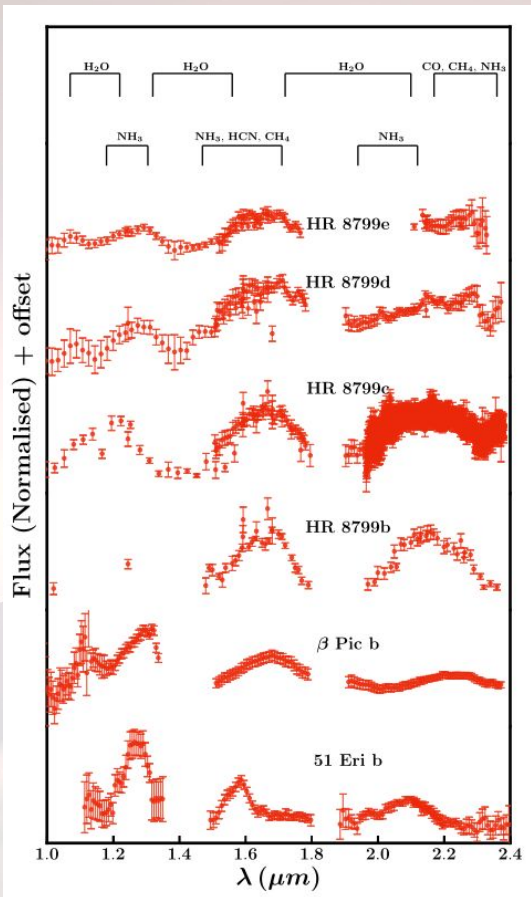 H₂O H₂O H₂O CO, CH₄, NH₃
NH₃ NH₃, HCN, CH₄ NH₃
HR 8799e
HR 8799d
HR 8799c
HR 8799b
β Pic b
51 Eri b
Flux (Normalised) + offset
1.0 1.2 1.4 1.6 1.8 2.0 2.2 2.4
λ (μm)